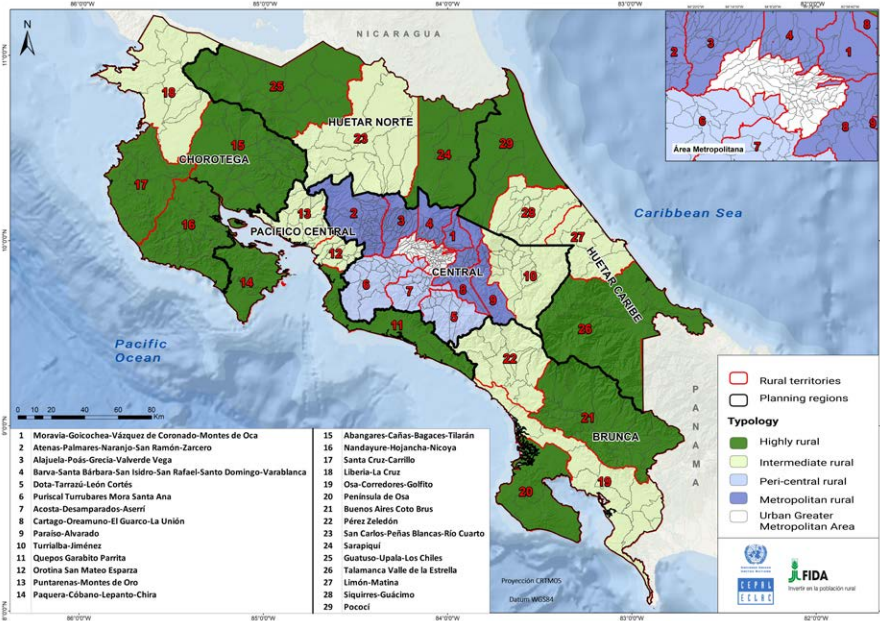 86°0'0"W
85°0'0"W
84°0'0"W
83°0'0"W
82°0'0"W
N
NICARAGUA
11°0'0"N
10°0'0"N
9°0'0"N
8°0'0"N
18
25
HUETAR NORTE
23
24
29
15
CHOROTEGA
17
16
14
13
PACIFICO CENTRAL
12
2
3
4
1
CENTRAL
6
7
8
5
9
10
28
27
HUETAR CARIBE
26
11
22
21
BRUNCA
20
19
Caribbean Sea
Pacific
Ocean
PANAMA
2
3
4
8
1
6
7
8
9
Área Metropolitana
0 10 20 40 60 80
Km
1 Moravia-Goicochea-Vázquez de Coronado-Montes de Oca
2 Atenas-Palmares-Naranjo-San Ramón-Zarcero
3 Alajuela-Poás-Grecia-Valverde Vega
4 Barva-Santa Bárbara-San Isidro-San Rafael-Santo Domingo-Varablanca
5 Dota-Tarrazú-León Cortés
6 Puriscal Turrubares Mora Santa Ana
7 Acosta-Desamparados-Aserrí
8 Cartago-Oreamuno-El Guarco-La Unión
9 Paraíso-Alvarado
10 Turrialba-Jiménez
11 Quepos Garabito Parrita
12 Orotina San Mateo Esparza
13 Puntarenas-Montes de Oro
14 Paquera-Cóbano-Lepanto-Chira
15 Abangares-Cañas-Bagaces-Tilarán
16 Nandayure-Hojancha-Nicoya
17 Santa Cruz-Carrillo
18 Liberia-La Cruz
19 Osa-Corredores-Golfito
20 Península de Osa
21 Buenos Aires Coto Brus
22 Pérez Zeledón
23 San Carlos-Peñas Blancas-Río Cuarto
24 Sarapiquí
25 Guatuso-Upala-Los Chiles
26 Talamanca Valle de la Estrella
27 Limón-Matina
28 Siquirres-Guácimo
29 Pococí
Proyección CRTM05
Datum WGS84
Rural territories
Planning regions
Typology
Highly rural
Intermediate rural
Peri-central rural
Metropolitan rural
Urban Greater
Metropolitan Area
CEPAL
ECLAC
FIDA
Invertir en la población rural